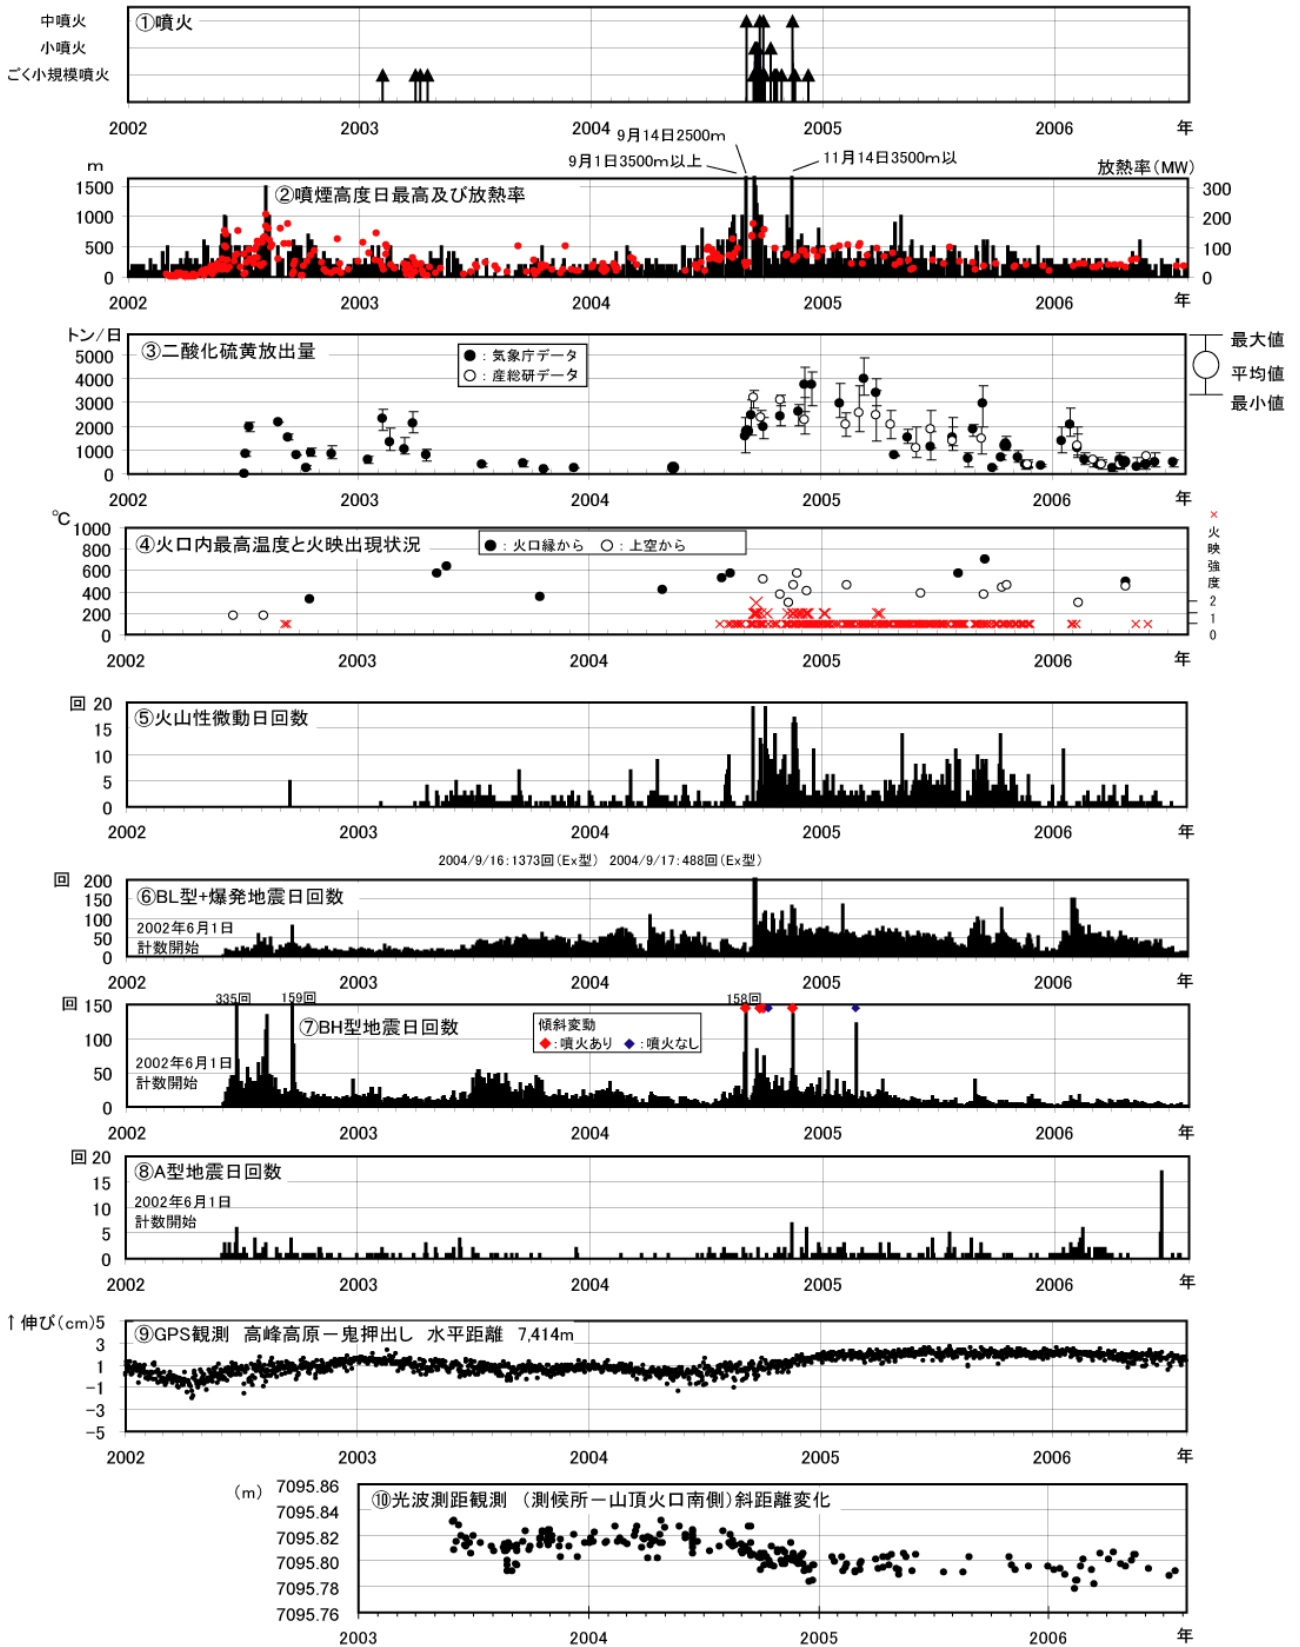 ①噴火
中噴火
小噴火
ごく小規模噴火
2002 2003 2004 2005 2006 年
9月14日2500m
9月1日3500m以上
11月14日3500m以
m
放熱率(MW)
②噴煙高度日最高及び放熱率
1500 300
1000 200
500 100
0 0
2002 2003 2004 2005 2006 年
トン/日
③二酸化硫黄放出量
●：気象庁データ
○：産総研データ
最大値
平均値
最小値
5000
4000
3000
2000
1000
0
2002 2003 2004 2005 2006 年
℃
④火口内最高温度と火映出現状況
●：火口縁から ○：上空から
× 火映強度
1000
800
600
400
200
0
2
1
0
2002 2003 2004 2005 2006 年
回
⑤火山性微動日回数
20
15
10
5
0
2002 2003 2004 2005 2006 年
2004/9/16:1373回(Ex型) 2004/9/17:488回(Ex型)
回
⑥BL型+爆発地震日回数
2002年6月1日
計数開始
200
150
100
50
0
2002 2003 2004 2005 2006 年
335回 159回 158回
回
⑦BH型地震日回数
傾斜変動
◆:噴火あり ◆:噴火なし
2002年6月1日
計数開始
150
100
50
0
2002 2003 2004 2005 2006 年
回
⑧A型地震日回数
2002年6月1日
計数開始
20
15
10
5
0
2002 2003 2004 2005 2006 年
↑伸び(cm)
⑨GPS観測 高峰高原－鬼押出し 水平距離 7,414m
5
3
1
-1
-3
-5
2002 2003 2004 2005 2006 年
(m)
⑩光波測距観測 (測候所－山頂火口南側)斜距離変化
7095.86
7095.84
7095.82
7095.80
7095.78
7095.76
2003 2004 2005 2006 年